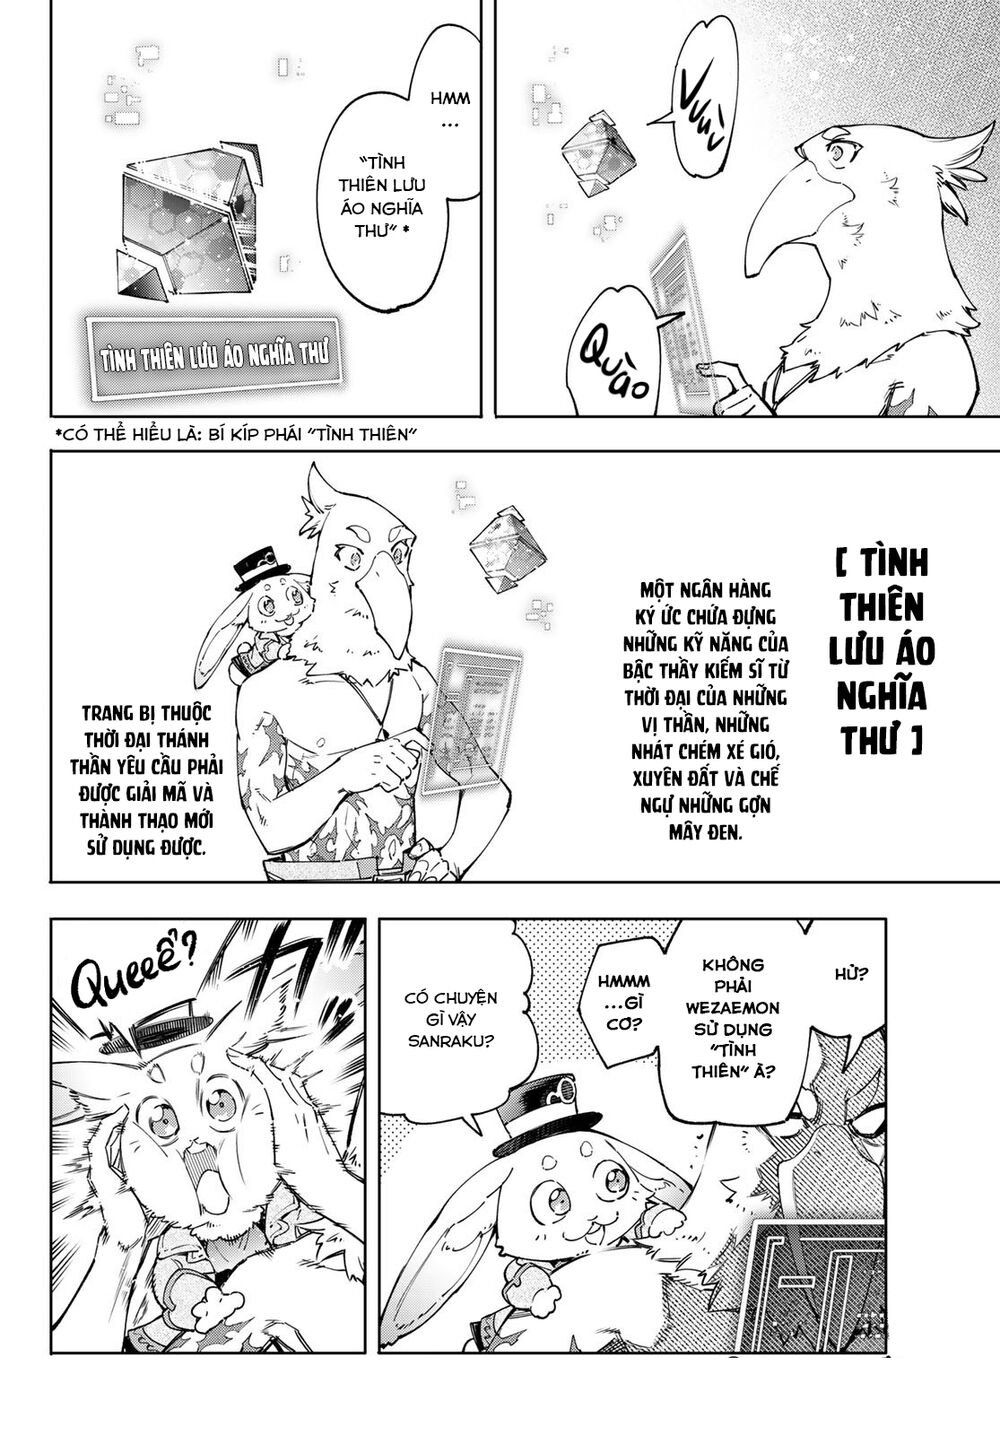 Vuuù
Quào
HMM
...
"TÌNH
THIÊN LƯU
ÁO NGHĨA
THƯ" *
TÌNH THIÊN LƯU ÁO NGHĨA THƯ
*CÓ THỂ HIỂU LÀ: BÍ KÍP PHÁI "TÌNH THIÊN"
[ TÌNH
THIÊN
LƯU ÁO
NGHĨA
THƯ ]
MỘT NGÂN HÀNG
KÝ ỨC CHỨA ĐỰNG
NHỮNG KỸ NĂNG CỦA
BẬC THẦY KIẾM SĨ TỪ
THỜI ĐẠI CỦA NHỮNG
VỊ THẦN, NHỮNG
NHÁT CHÉM XÉ GIÓ,
XUYÊN ĐẤT VÀ CHẾ
NGỰ NHỮNG GỢN
MÂY ĐEN.
TRANG BỊ THUỘC
THỜI ĐẠI THÁNH
THẦN YÊU CẦU PHẢI
ĐƯỢC GIẢI MÃ VÀ
THÀNH THẠO MỚI
SỬ DỤNG ĐƯỢC.
HỬ?
KHÔNG
PHẢI
WEZAEMON
SỬ DỤNG
"TÌNH
THIÊN" À?
HMMM
...GÌ
CƠ?
CÓ CHUYỆN
GÌ VẬY
SANRAKU?
Queeể?